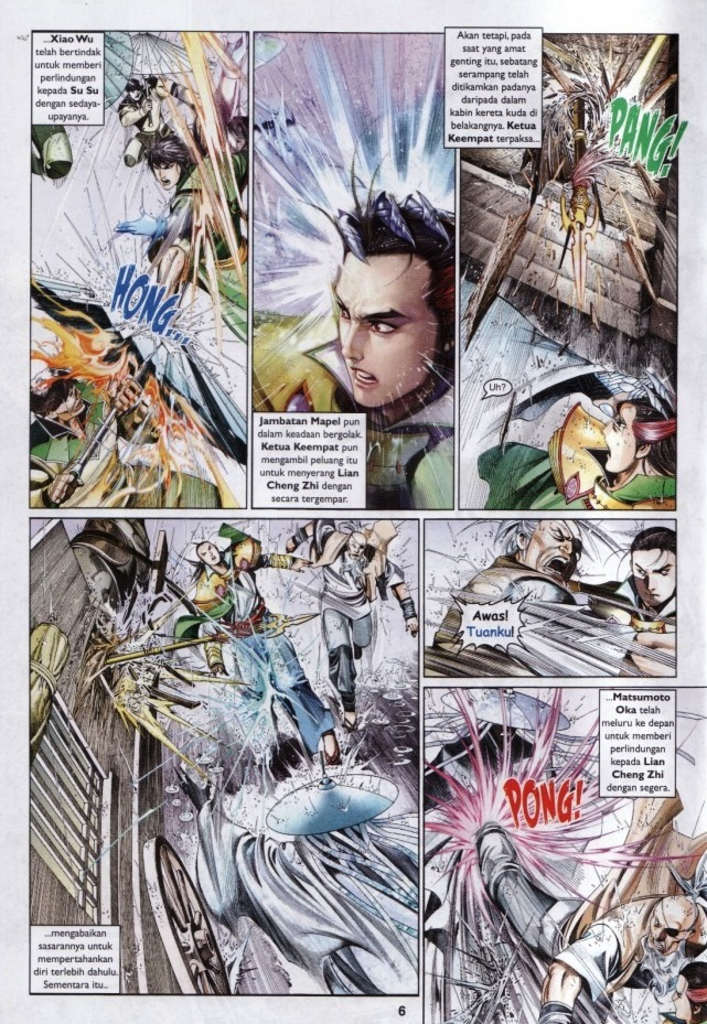 ...Xiao Wu
telah bertindak
untuk memberi
perlindungan
kepada Su Su
dengan sedaya-
upayanya.
HONG...
Jambatan Mapel pun
dalam keadaan bergolak.
Ketua Keempat pun
mengambil peluang itu
untuk menyerang Lian
Cheng Zhi dengan
secara tergempar.
Akan tetapi, pada
saat yang amat
genting itu, sebatang
serampang telah
ditikamkan padanya
daripada dalam
kabin kereta kuda di
belakangnya. Ketua
Keempat terpaksa...
PANG!
Uh?
...mengabaikan
sasarannya untuk
mempertahankan
diri terlebih dahulu.
Sementara itu..
Awas!
Tuanku!
...Matsumoto
Oka telah
meluru ke depan
untuk memberi
perlindungan
kepada Lian
Cheng Zhi
dengan segera.
PONG!
6